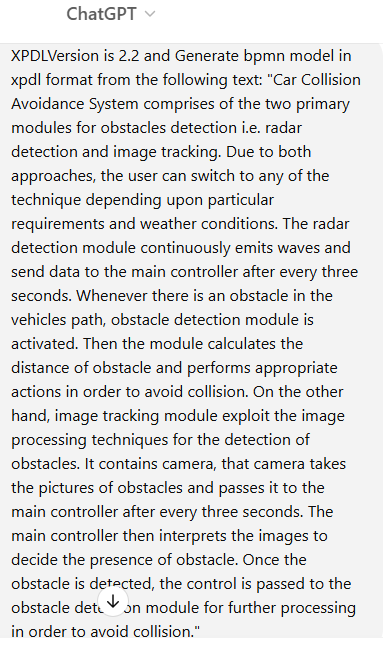 ChatGPT
XPDLVersion is 2.2 and Generate bpmn model in
xpdl format from the following text: "Car Collision
Avoidance System comprises of the two primary
modules for obstacles detection i.e. radar
detection and image tracking. Due to both
approaches, the user can switch to any of the
technique depending upon particular
requirements and weather conditions. The radar
detection module continuously emits waves and
send data to the main controller after every three
seconds. Whenever there is an obstacle in the
vehicles path, obstacle detection module is
activated. Then the module calculates the
distance of obstacle and performs appropriate
actions in order to avoid collision. On the other
hand, image tracking module exploit the image
processing techniques for the detection of
obstacles. It contains camera, that camera takes
the pictures of obstacles and passes it to the
main controller after every three seconds. The
main controller then interprets the images to
decide the presence of obstacle. Once the
obstacle is detected, the control is passed to the
obstacle module for further processing
in order to avoid collision."